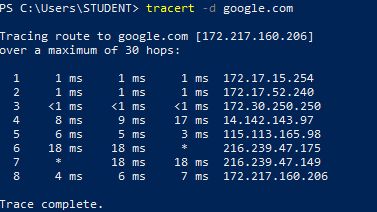 PS C:\Users\STUDENT> tracert -d google.com
Tracing route to google.com [172.217.160.206]
over a maximum of 30 hops:
1 1 ms 1 ms 1 ms 172.17.15.254
2 1 ms 1 ms 1 ms 172.17.52.240
3 <1 ms <1 ms <1 ms 172.30.250.250
4 8 ms 9 ms 17 ms 14.142.143.97
5 6 ms 5 ms 3 ms 115.113.165.98
6 18 ms 18 ms * 216.239.47.175
7 * 18 ms 18 ms 216.239.47.149
8 4 ms 6 ms 7 ms 172.217.160.206
Trace complete.